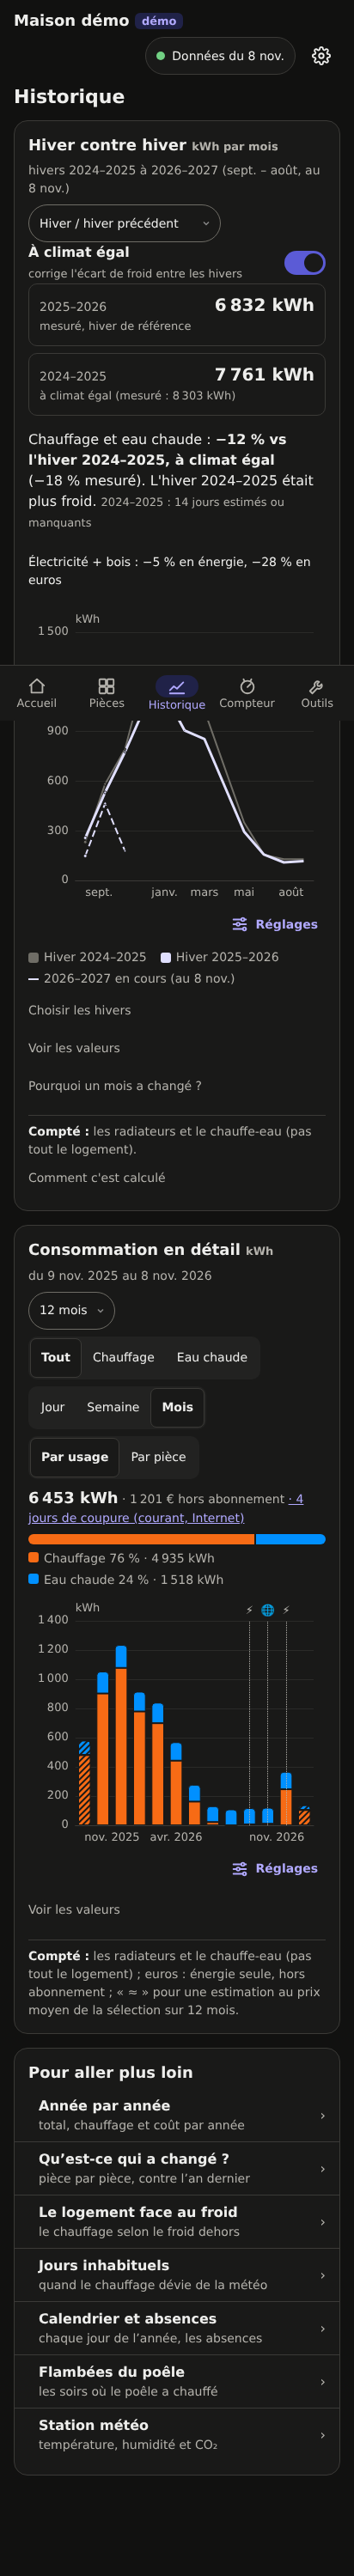 Maison démo démo
Données du 8 nov.
Historique
Hiver contre hiver kWh par mois
hivers 2024–2025 à 2026–2027 (sept. – août, au
8 nov.)
Hiver / hiver précédent
À climat égal
corrige l'écart de froid entre les hivers
2025–2026 6 832 kWh
mesuré, hiver de référence
2024–2025 7 761 kWh
à climat égal (mesuré : 8 303 kWh)
Chauffage et eau chaude : −12 % vs
l'hiver 2024–2025, à climat égal
(−18 % mesuré). L'hiver 2024–2025 était
plus froid. 2024–2025 : 14 jours estimés ou
manquants
Électricité + bois : −5 % en énergie, −28 % en
euros
kWh
1 500
Accueil Pièces Historique Compteur Outils
900
600
300
0
sept. janv. mars mai août
Réglages
Hiver 2024–2025 Hiver 2025–2026
2026–2027 en cours (au 8 nov.)
Choisir les hivers
Voir les valeurs
Pourquoi un mois a changé ?
Compté : les radiateurs et le chauffe-eau (pas
tout le logement).
Comment c'est calculé
Consommation en détail kWh
du 9 nov. 2025 au 8 nov. 2026
12 mois
Tout Chauffage Eau chaude
Jour Semaine Mois
Par usage Par pièce
6 453 kWh · 1 201 € hors abonnement · 4
jours de coupure (courant, Internet)
Chauffage 76 % · 4 935 kWh
Eau chaude 24 % · 1 518 kWh
kWh
1 400
1 200
1 000
800
600
400
200
0
nov. 2025 avr. 2026 nov. 2026
Réglages
Voir les valeurs
Compté : les radiateurs et le chauffe-eau (pas
tout le logement) ; euros : énergie seule, hors
abonnement ; « ≈ » pour une estimation au prix
moyen de la sélection sur 12 mois.
Pour aller plus loin
Année par année
total, chauffage et coût par année
Qu’est-ce qui a changé ?
pièce par pièce, contre l’an dernier
Le logement face au froid
le chauffage selon le froid dehors
Jours inhabituels
quand le chauffage dévie de la météo
Calendrier et absences
chaque jour de l’année, les absences
Flambées du poêle
les soirs où le poêle a chauffé
Station météo
température, humidité et CO₂